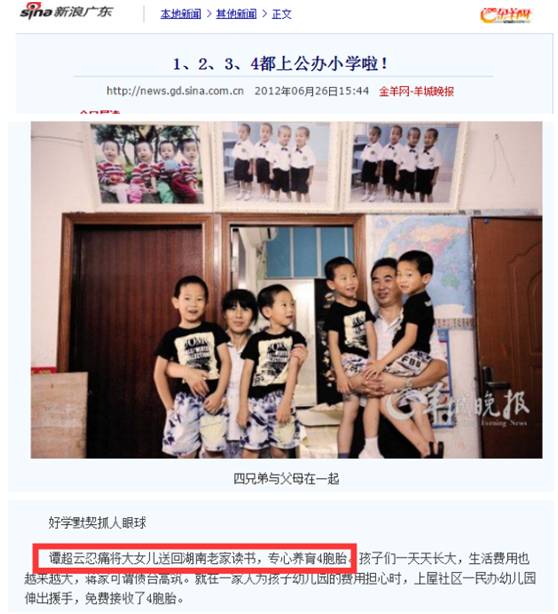 sina新浪广东
本地新闻 > 其他新闻 > 正文
金羊网
1、2、3、4都上公办小学啦！
http://news.gd.sina.com.cn 2012年06月26日15:44 金羊网-羊城晚报
羊城晚报
Evening News
四兄弟与父母在一起
好学默契抓人眼球
谭超云忍痛将大女儿送回湖南老家读书，专心养育4胞胎。孩子们一天天长大，生活费用也
越来越大，蒋家可谓债台高筑。就在一家人为孩子幼儿园的费用担心时，上屋社区一民办幼儿园
伸出援手，免费接收了4胞胎。